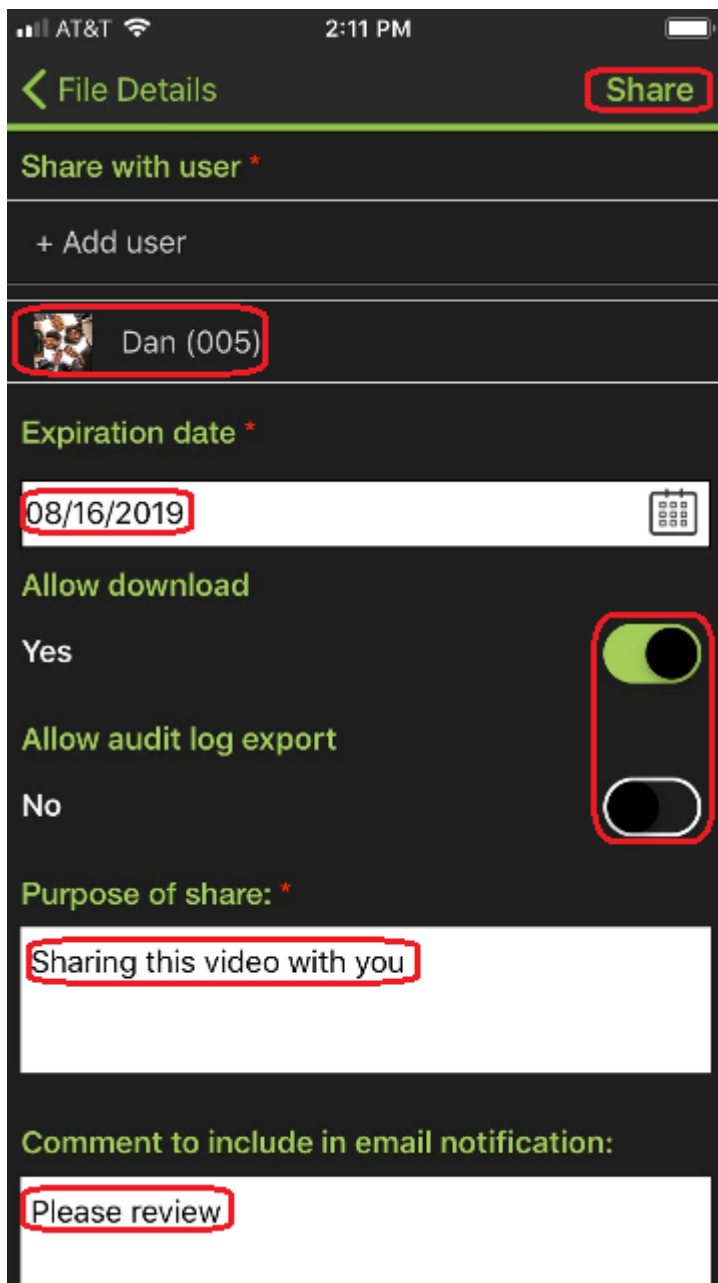 AT&T 2:11 PM
File Details Share
Share with user *
+ Add user
Dan (005)
Expiration date *
08/16/2019
Allow download
Yes
Allow audit log export
No
Purpose of share: *
Sharing this video with you
Comment to include in email notification:
Please review